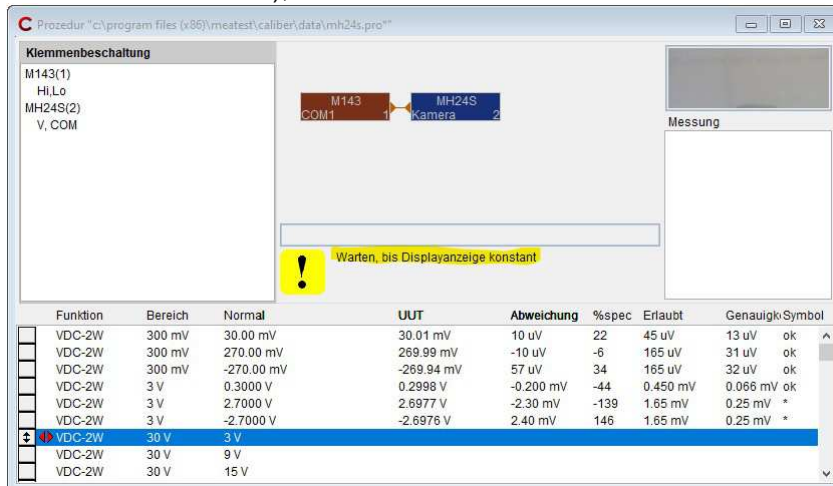 Prozedur "c:\program files (x86)\meatest\caliber\data\mh24s.pro"*
Klemmenbeschaltung
M143(1)
Hi,Lo
MH24S(2)
V, COM
M143 MH24S
COM1 1 Kamera 2
Messung
Warten, bis Displayanzeige konstant
Funktion Bereich Normal UUT Abweichung %spec Erlaubt Genauigk Symbol
VDC-2W 300 mV 30.00 mV 30.01 mV 10 uV 22 45 uV 13 uV ok
VDC-2W 300 mV 270.00 mV 269.99 mV -10 uV -6 165 uV 31 uV ok
VDC-2W 300 mV -270.00 mV -269.94 mV 57 uV 34 165 uV 32 uV ok
VDC-2W 3 V 0.3000 V 0.2998 V -0.200 mV -44 0.450 mV 0.066 mV ok
VDC-2W 3 V 2.7000 V 2.6977 V -2.30 mV -139 1.65 mV 0.25 mV *
VDC-2W 3 V -2.7000 V -2.6976 V 2.40 mV 146 1.65 mV 0.25 mV *
VDC-2W 30 V 3 V
VDC-2W 30 V 9 V
VDC-2W 30 V 15 V